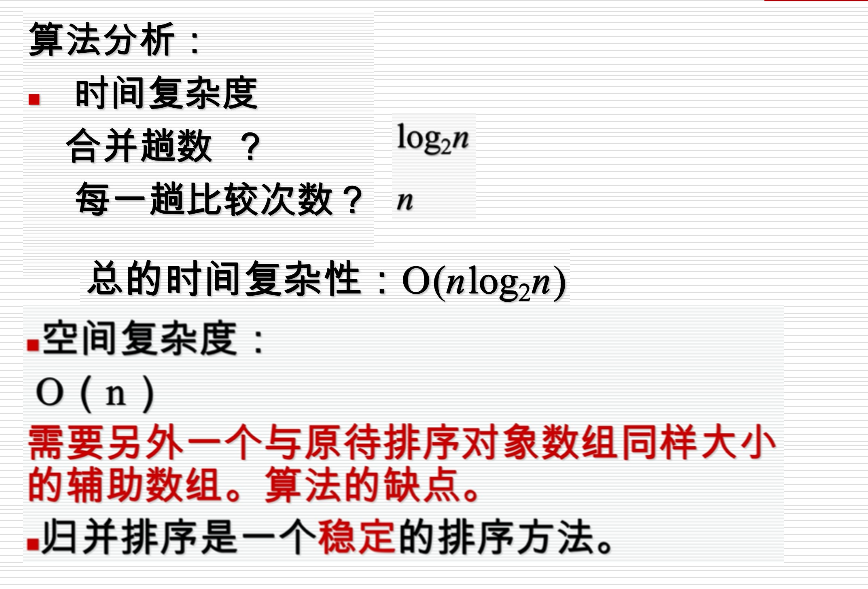 算法分析：
■ 时间复杂度
合并趟数 ？ log₂n
每一趟比较次数？ n
总的时间复杂性：O(nlog₂n)
■空间复杂度：
O（n）
需要另外一个与原待排序对象数组同样大小
的辅助数组。算法的缺点。
■归并排序是一个稳定的排序方法。